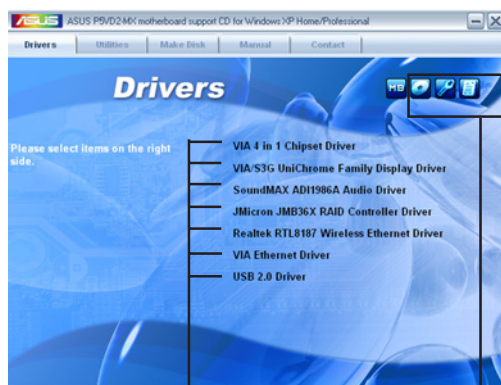 ASUS ASUS P5VD2-MX motherboard support CD for Windows XP Home/Professional
Drivers Utilities Make Disk Manual Contact
Drivers
MB
Please select items on the right
side.
VIA 4 in 1 Chipset Driver
VIA/S3G UniChrome Family Display Driver
SoundMAX ADI1986A Audio Driver
JMicron JMB36X RAID Controller Driver
Realtek RTL8187 Wireless Ethernet Driver
VIA Ethernet Driver
USB 2.0 Driver